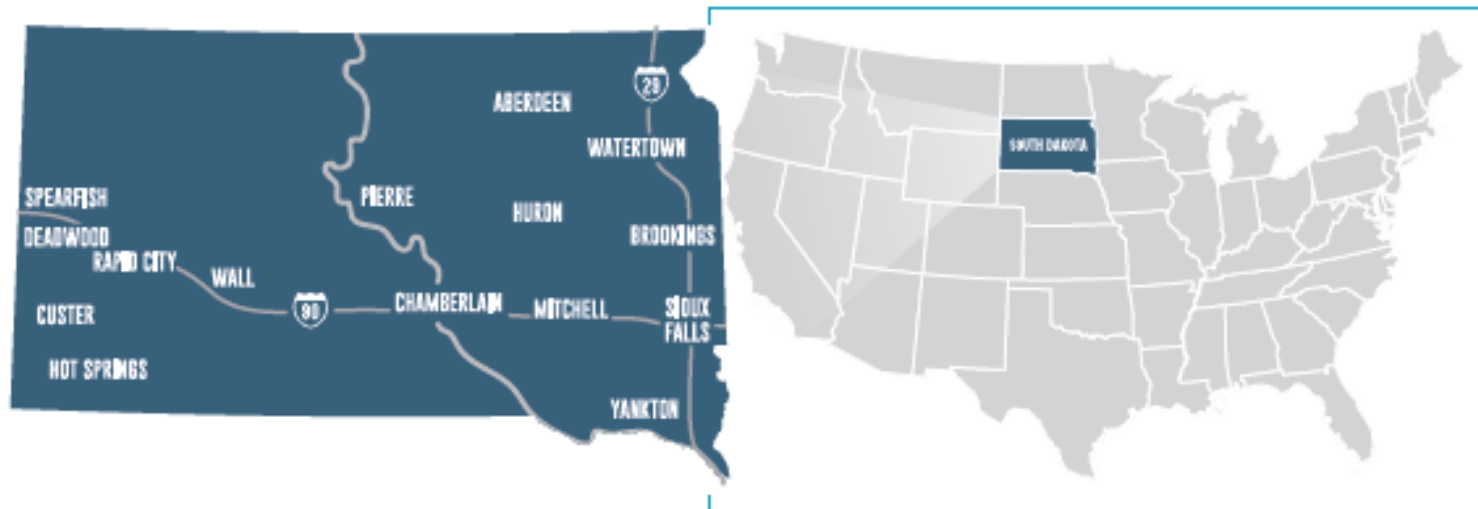 29
ABERDEEN
WATERTOWN
SPEARFISH
PIERRE
HURON
DEADWOOD
BROOKINGS
RAPID CITY
WALL
CHAMBERLAIN
MITCHELL
SIOUX
FALLS
90
CUSTER
HOT SPRINGS
YANKTON
SOUTH DAKOTA